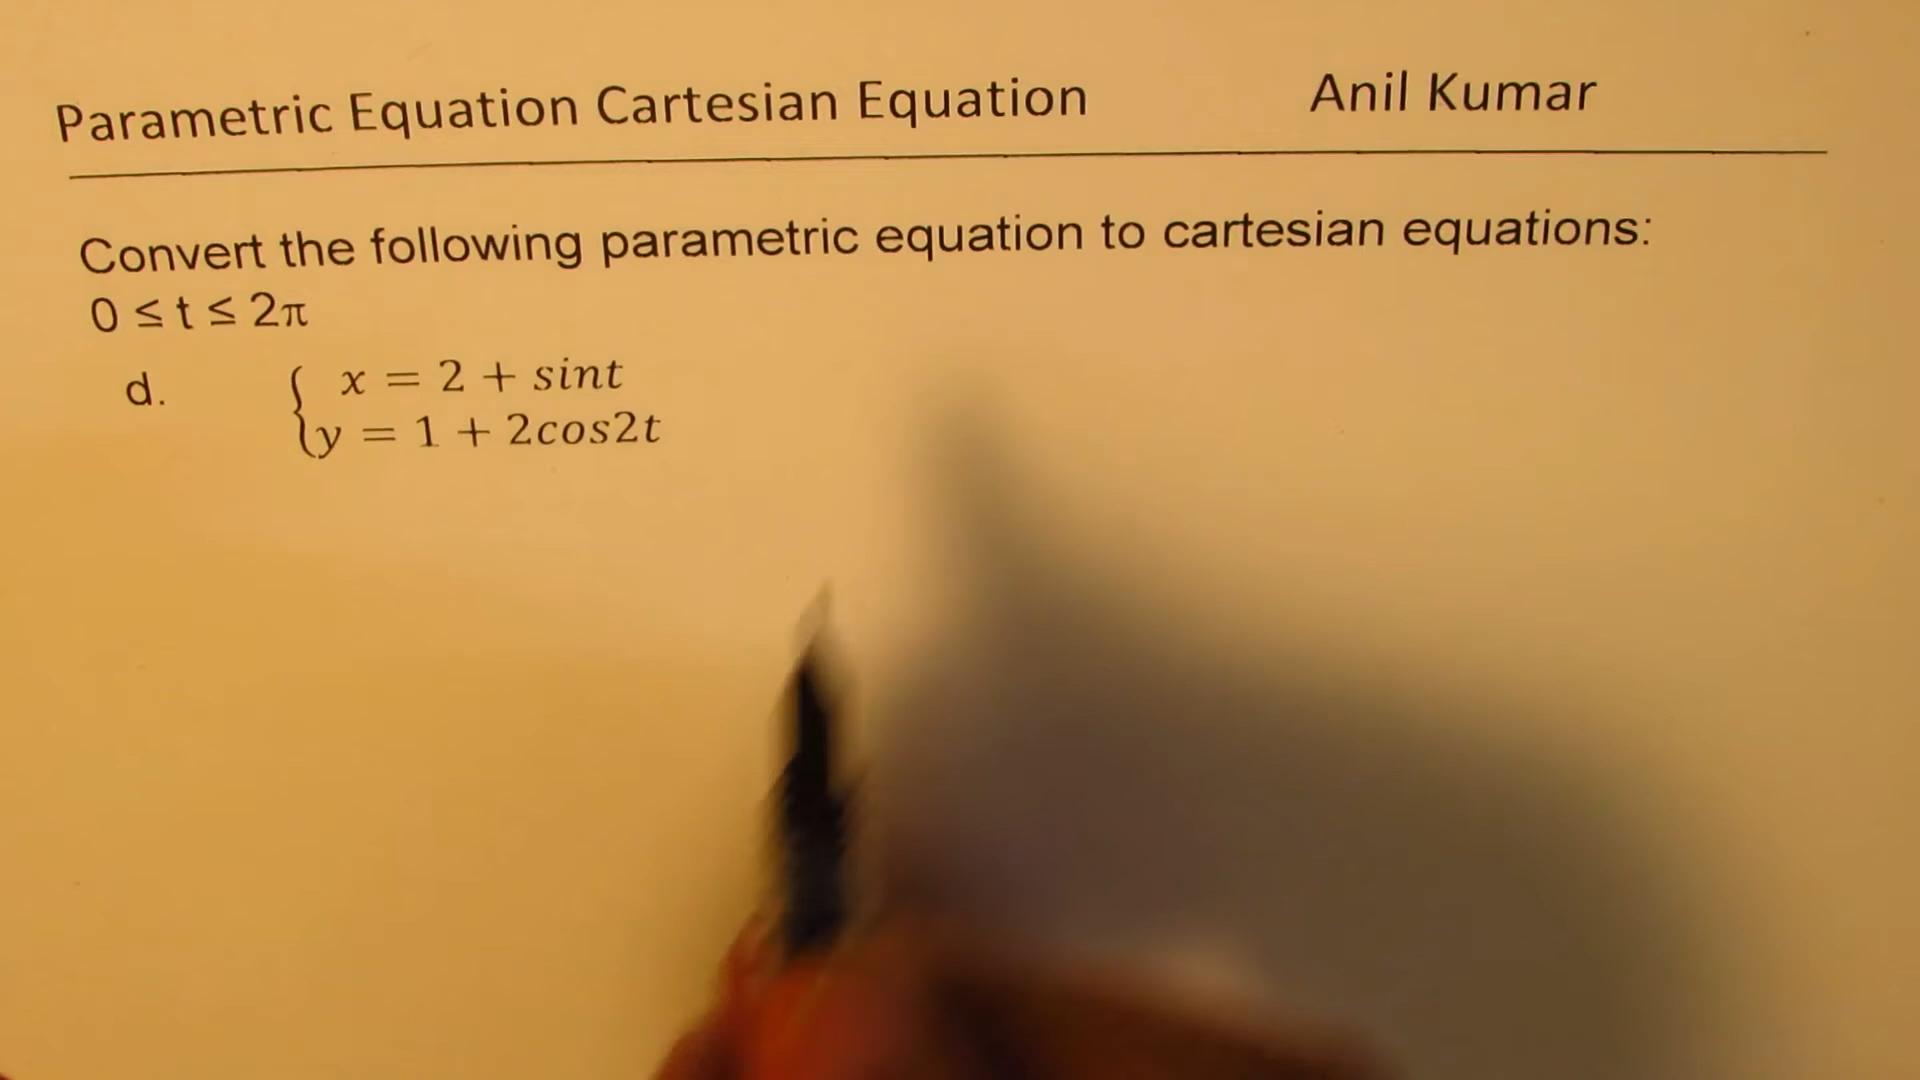 Parametric Equation Cartesian Equation Anil Kumar
Convert the following parametric equation to cartesian equations:
0 ≤ t ≤ 2π
d. { x = 2 + sint
y = 1 + 2cos2t